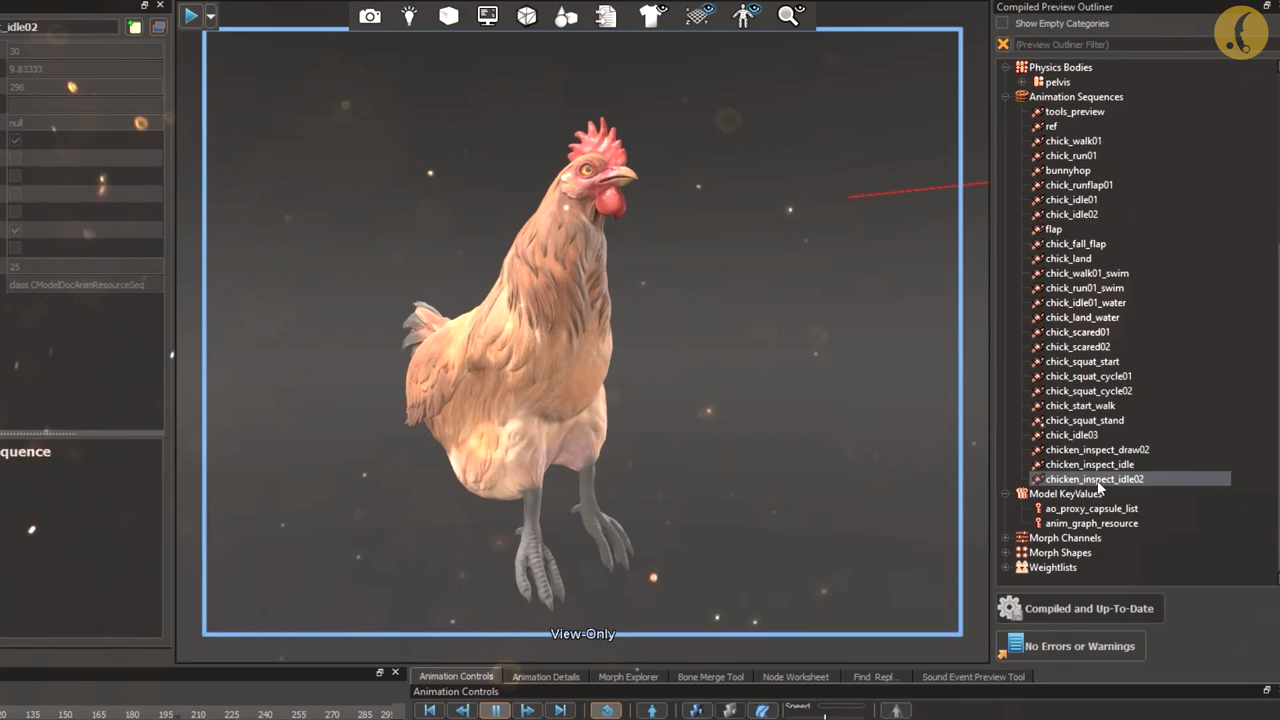 _idle02
30
9.83333
296
null
25
class CModelDocAnimResourceSeq
quence
View-Only
Compiled Preview Outliner
Show Empty Categories
(Preview Outliner Filter)
Physics Bodies
pelvis
Animation Sequences
tools_preview
ref
chick_walk01
chick_run01
bunnyhop
chick_runflap01
chick_idle01
chick_idle02
flap
chick_fall_flap
chick_land
chick_walk01_swim
chick_run01_swim
chick_idle01_water
chick_land_water
chick_scared01
chick_scared02
chick_squat_start
chick_squat_cycle01
chick_squat_cycle02
chick_start_walk
chick_squat_stand
chick_idle03
chicken_inspect_draw02
chicken_inspect_idle
chicken_inspect_idle02
Model KeyValues
ao_proxy_capsule_list
anim_graph_resource
Morph Channels
Morph Shapes
Weightlists
Compiled and Up-To-Date
No Errors or Warnings
Animation Controls Animation Details Morph Explorer Bone Merge Tool Node Worksheet Find Repl... Sound Event Preview Tool
Animation Controls
135 150 165 180 195 210 225 240 255 270 285
Speed